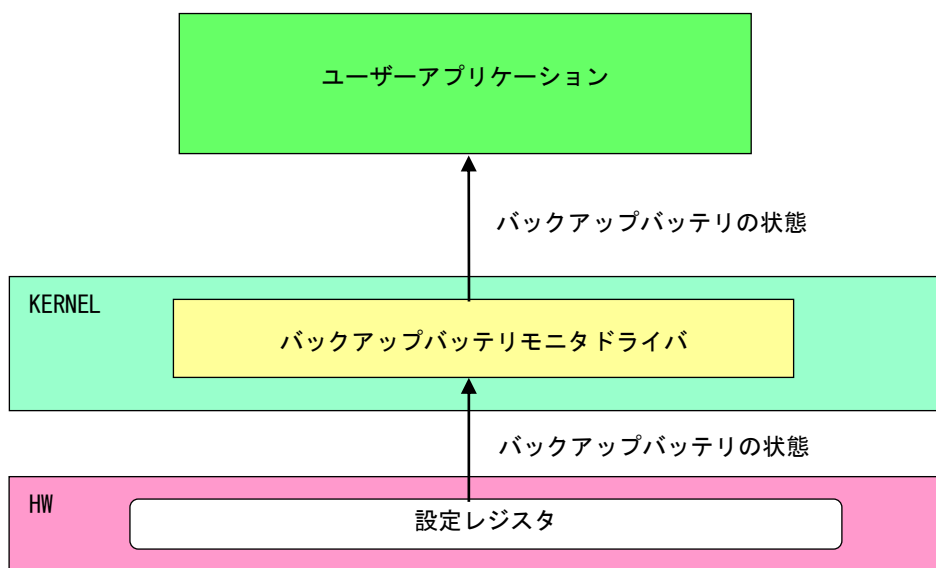 ユーザーアプリケーション
バックアップバッテリの状態
KERNEL
バックアップバッテリモニタドライバ
バックアップバッテリの状態
HW
設定レジスタ